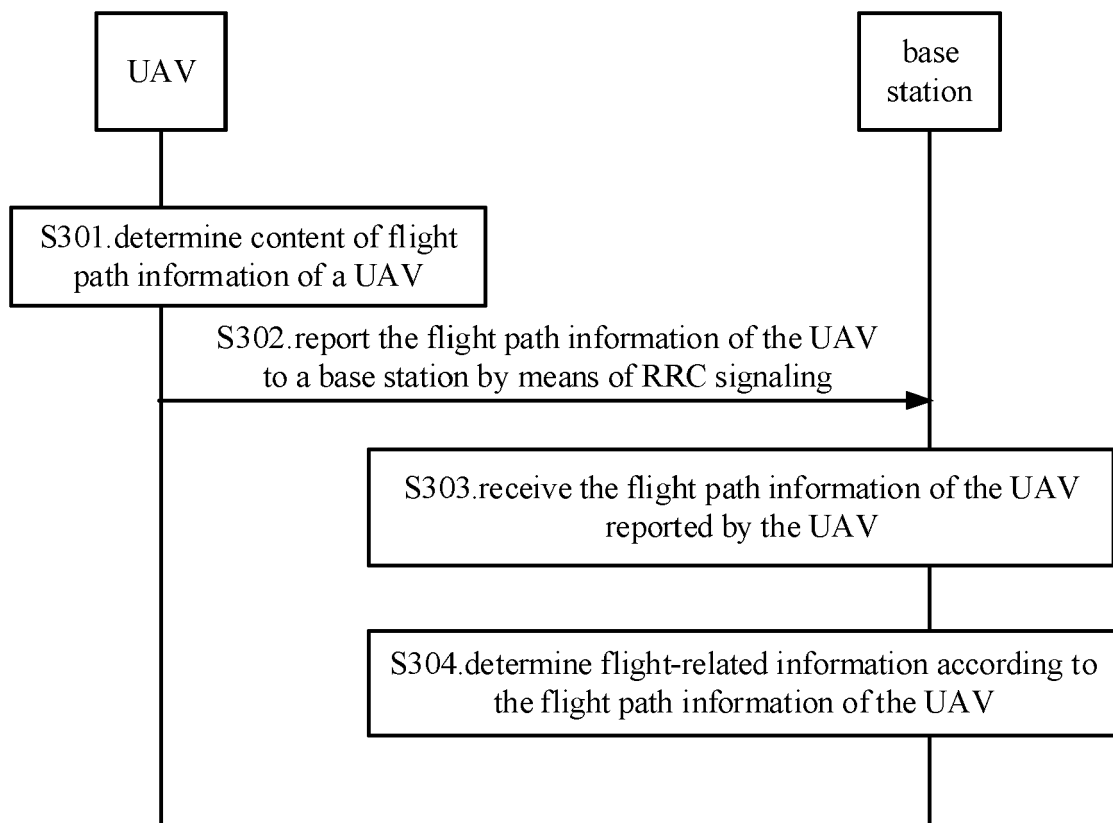 UAV
base
station
S301.determine content of flight
path information of a UAV
S302.report the flight path information of the UAV
to a base station by means of RRC signaling
S303.receive the flight path information of the UAV
reported by the UAV
S304.determine flight-related information according to
the flight path information of the UAV